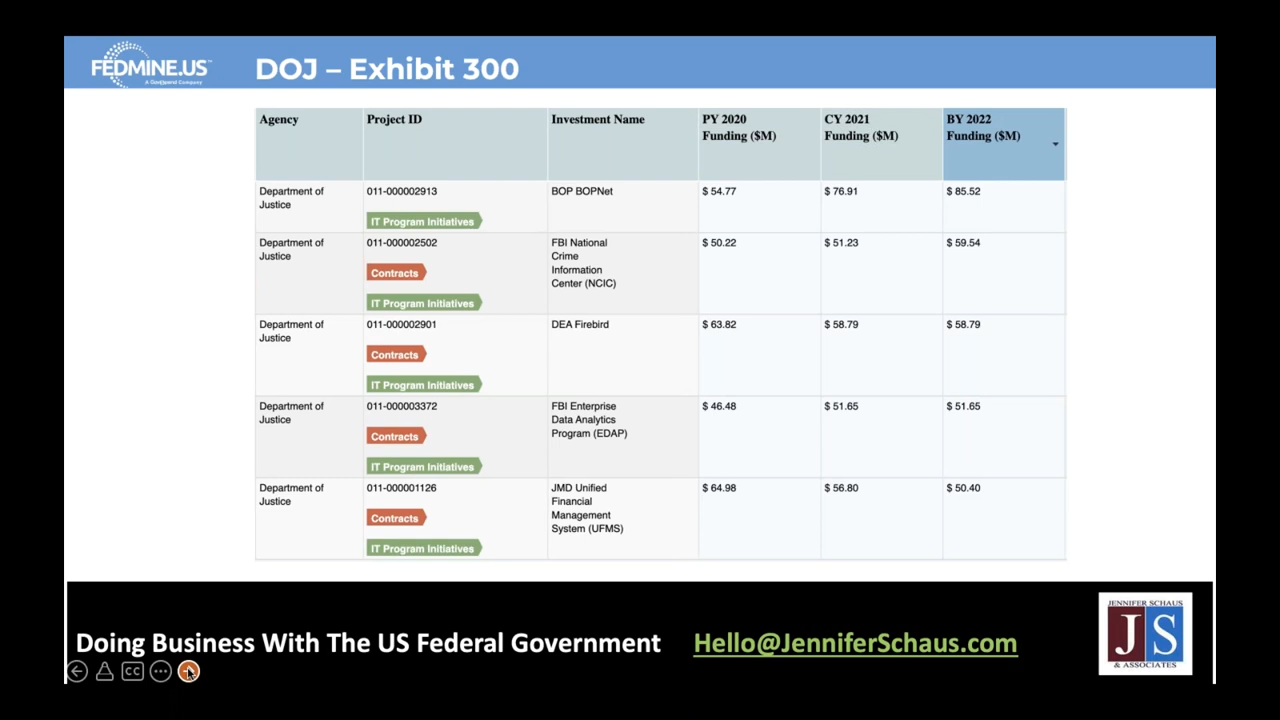 FEDMINE.US™
A GovSpend Company
DOJ – Exhibit 300
Agency
Project ID
Investment Name
PY 2020
Funding ($M)
CY 2021
Funding ($M)
BY 2022
Funding ($M)
Department of
Justice
011-000002913
IT Program Initiatives
BOP BOPNet
$ 54.77
$ 76.91
$ 85.52
Department of
Justice
011-000002502
Contracts
IT Program Initiatives
FBI National
Crime
Information
Center (NCIC)
$ 50.22
$ 51.23
$ 59.54
Department of
Justice
011-000002901
Contracts
IT Program Initiatives
DEA Firebird
$ 63.82
$ 58.79
$ 58.79
Department of
Justice
011-000003372
Contracts
IT Program Initiatives
FBI Enterprise
Data Analytics
Program (EDAP)
$ 46.48
$ 51.65
$ 51.65
Department of
Justice
011-000001126
Contracts
IT Program Initiatives
JMD Unified
Financial
Management
System (UFMS)
$ 64.98
$ 56.80
$ 50.40
Doing Business With The US Federal Government
Hello@JenniferSchaus.com
JENNIFER SCHAUS
J S
& ASSOCIATES
CC